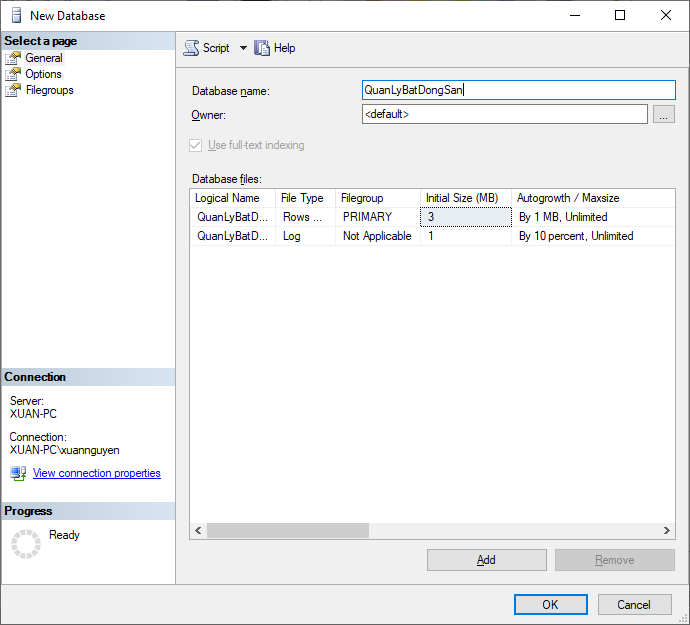 New Database
Select a page
General
Options
Filegroups
Script
Help
Database name:
QuanLyBatDongSan
Owner:
<default>
...
Use full-text indexing
Database files:
Logical Name File Type Filegroup Initial Size (MB) Autogrowth / Maxsize
QuanLyBatD... Rows ... PRIMARY 3 By 1 MB, Unlimited
QuanLyBatD... Log Not Applicable 1 By 10 percent, Unlimited
Connection
Server:
XUAN-PC
Connection:
XUAN-PC\xuannguyen
View connection properties
Progress
Ready
Add
Remove
OK
Cancel